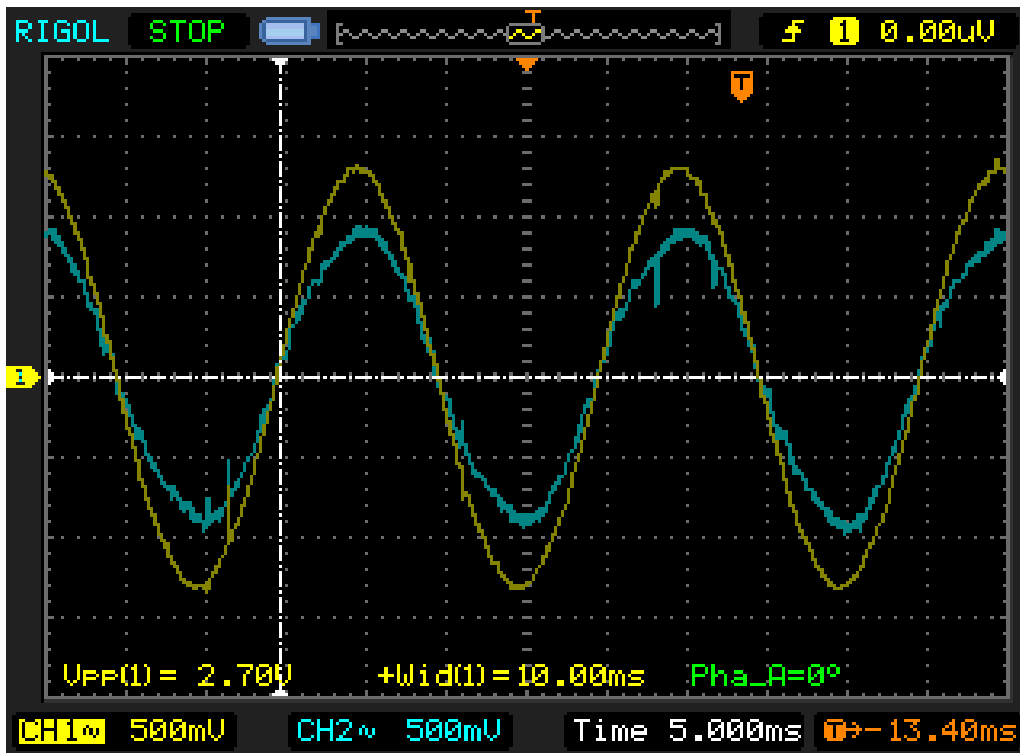 RIGOL STOP T 1 0.00uV
T
1
Vpp(1)= 2.70V +Wid(1)=10.00ms Pha_A=0°
CH1~ 500mV CH2~ 500mV Time 5.000ms T→-13.40ms